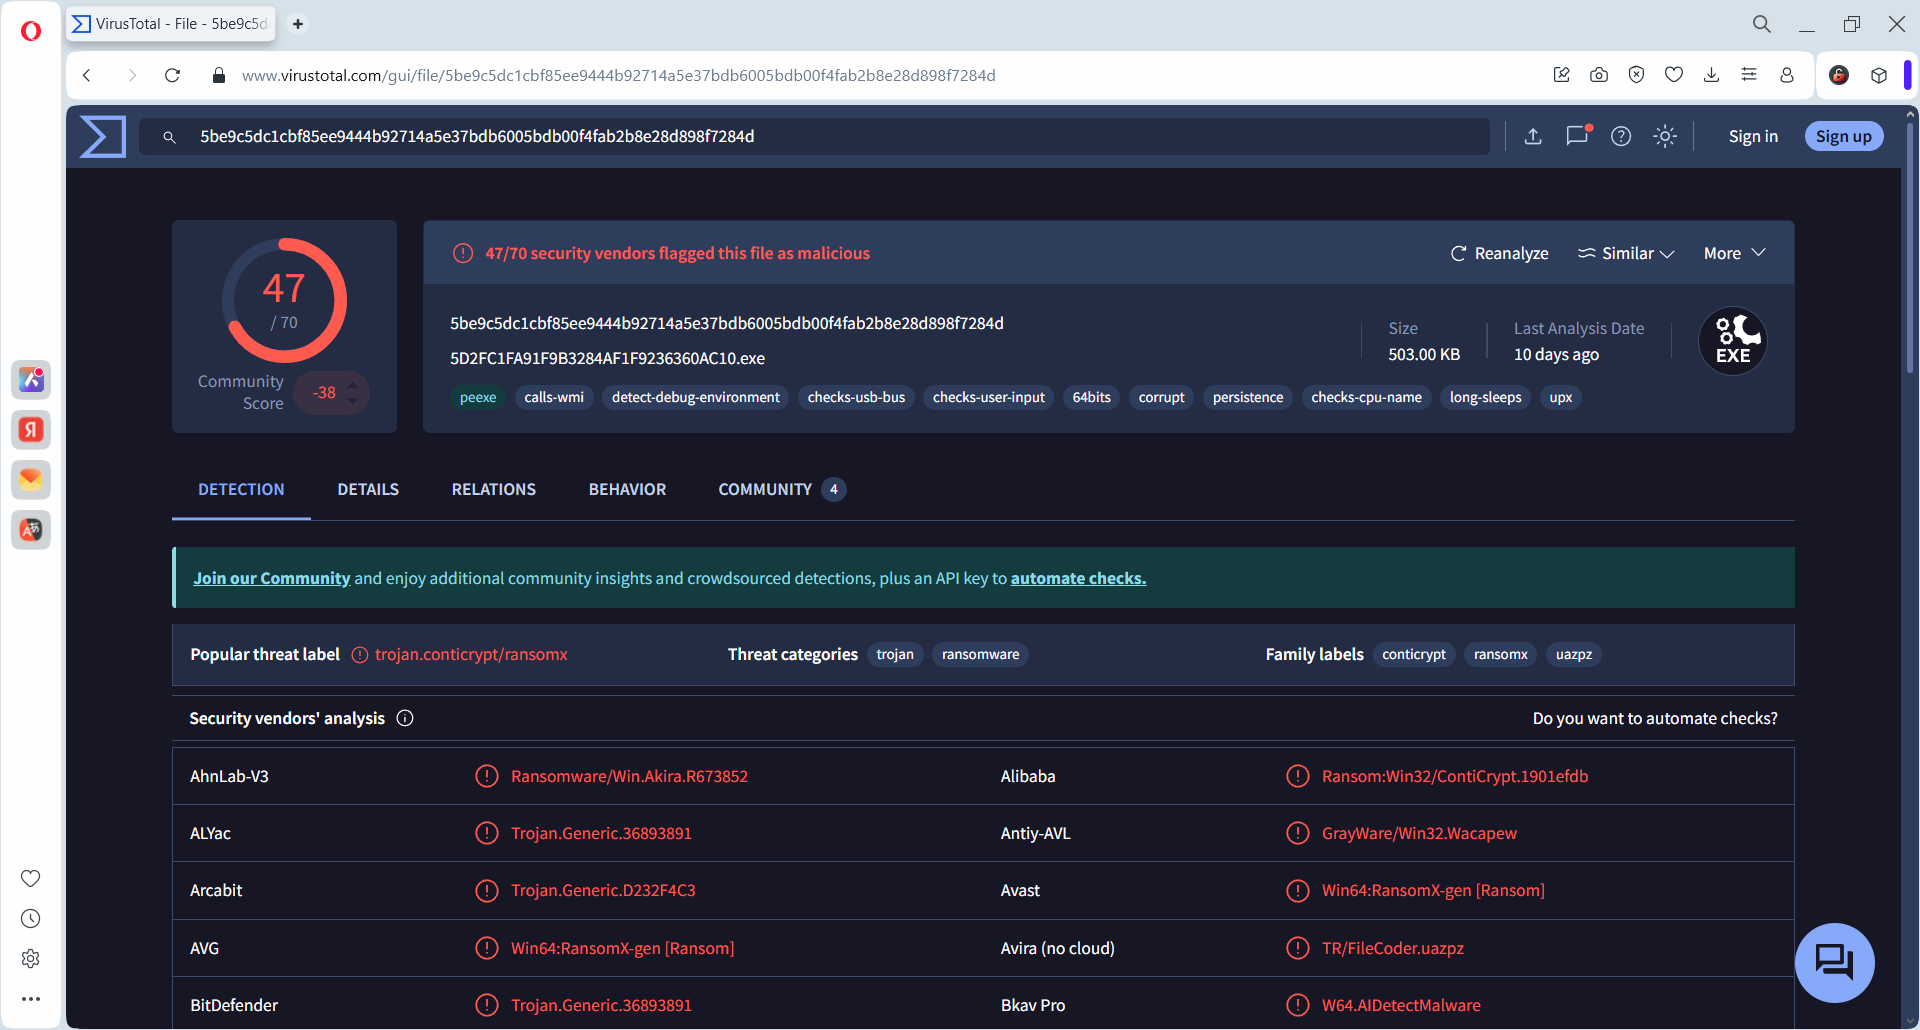 VirusTotal - File - 5be9c5d
www.virustotal.com/gui/file/5be9c5dc1cbf85ee9444b92714a5e37bdb6005bdb00f4fab2b8e28d898f7284d
5be9c5dc1cbf85ee9444b92714a5e37bdb6005bdb00f4fab2b8e28d898f7284d
Sign in
Sign up
47
/ 70
Community
Score
-38
47/70 security vendors flagged this file as malicious
Reanalyze
Similar
More
5be9c5dc1cbf85ee9444b92714a5e37bdb6005bdb00f4fab2b8e28d898f7284d
5D2FC1FA91F9B3284AF1F9236360AC10.exe
Size
503.00 KB
Last Analysis Date
10 days ago
EXE
peexe calls-wmi detect-debug-environment checks-usb-bus checks-user-input 64bits corrupt persistence checks-cpu-name long-sleeps upx
DETECTION DETAILS RELATIONS BEHAVIOR COMMUNITY 4
Join our Community and enjoy additional community insights and crowdsourced detections, plus an API key to automate checks.
Popular threat label trojan.conticrypt/ransomx Threat categories trojan ransomware Family labels conticrypt ransomx uazpz
Security vendors' analysis Do you want to automate checks?
AhnLab-V3 Ransomware/Win.Akira.R673852 Alibaba Ransom:Win32/ContiCrypt.1901efdb
ALYac Trojan.Generic.36893891 Antiy-AVL GrayWare/Win32.Wacapew
Arcabit Trojan.Generic.D232F4C3 Avast Win64:RansomX-gen [Ransom]
AVG Win64:RansomX-gen [Ransom] Avira (no cloud) TR/FileCoder.uazpz
BitDefender Trojan.Generic.36893891 Bkav Pro W64.AIDetectMalware
Я